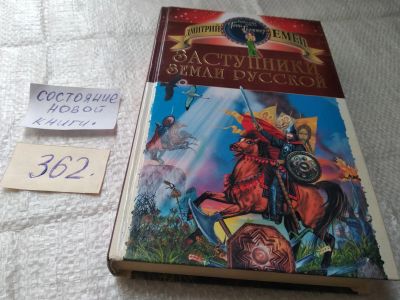 ДМИТРИЙ ЕМЕЦ
ЗАСТУПНИКИ
ЗЕМЛИ РУССКОЙ
СОСТОЯНИЕ
НОВОЙ
КНИГИ.
362.